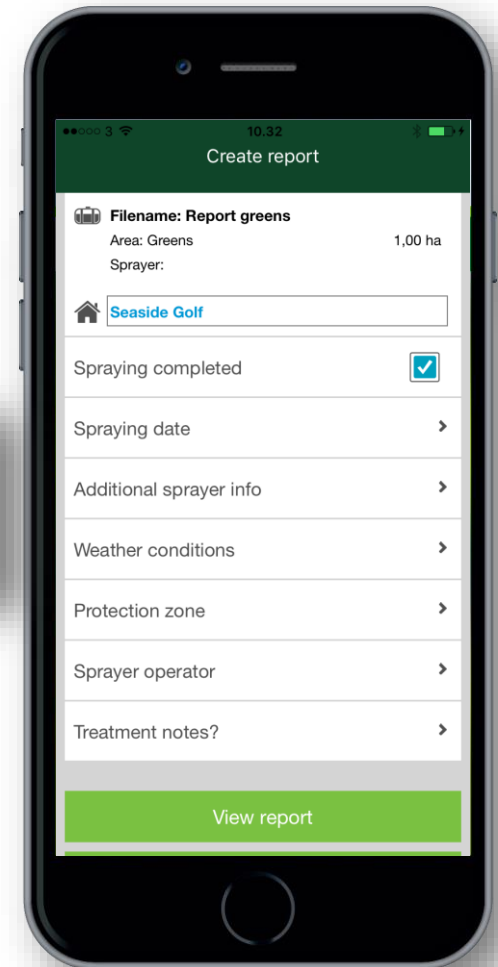 3 10.32
Create report
Filename: Report greens
Area: Greens 1,00 ha
Sprayer:
Seaside Golf
Spraying completed
Spraying date
Additional sprayer info
Weather conditions
Protection zone
Sprayer operator
Treatment notes?
View report